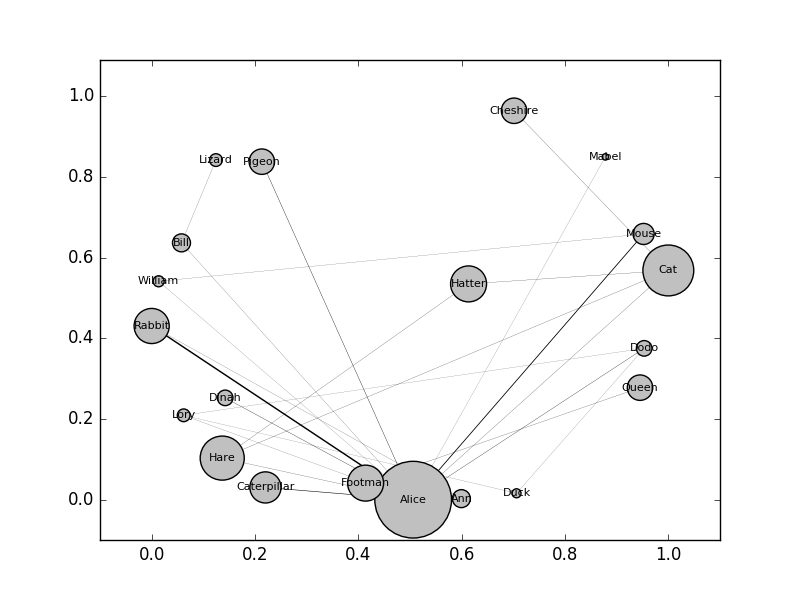 1.0
Cheshire
Lizard
Pigeon
Mabel
0.8
Bill
Mouse
0.6
William
Hatter
Cat
Rabbit
0.4
Dodo
Dinah
Queen
Lory
0.2
Hare
Caterpillar
Footman
Alice
Ann
Duck
0.0
0.0 0.2 0.4 0.6 0.8 1.0